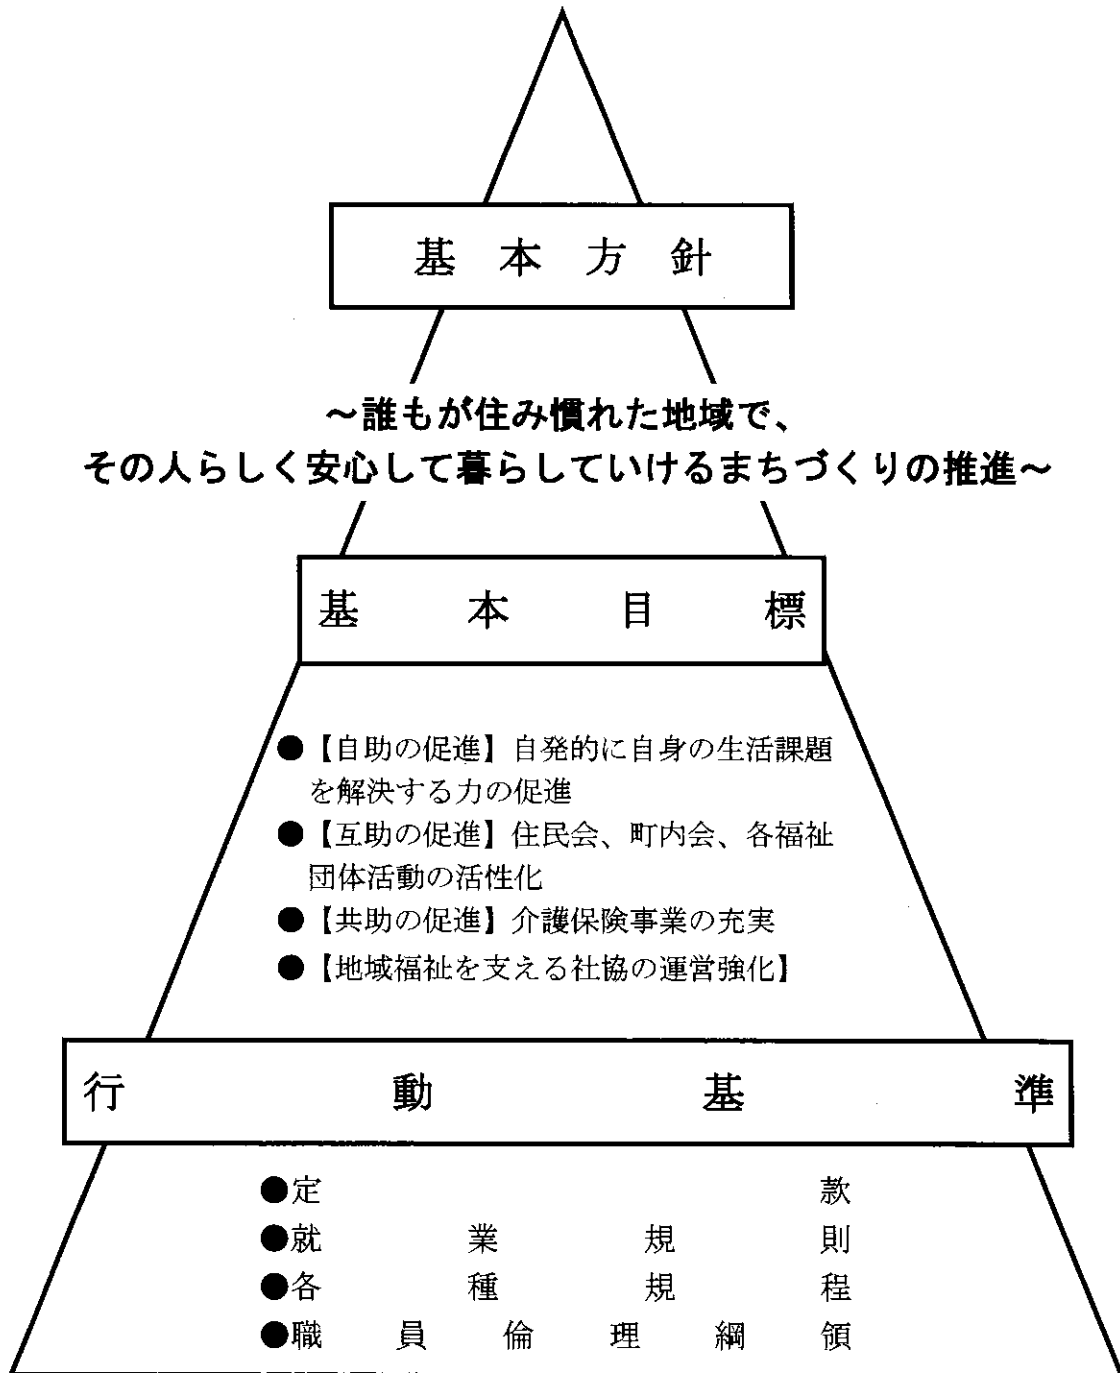 基本方針
～誰もが住み慣れた地域で、
その人らしく安心して暮らしていけるまちづくりの推進～
基本目標
●【自助の促進】自発的に自身の生活課題
を解決する力の促進
●【互助の促進】住民会、町内会、各福祉
団体活動の活性化
●【共助の促進】介護保険事業の充実
●【地域福祉を支える社協の運営強化】
行動基準
●定款
●就業規則
●各種規程
●職員倫理綱領